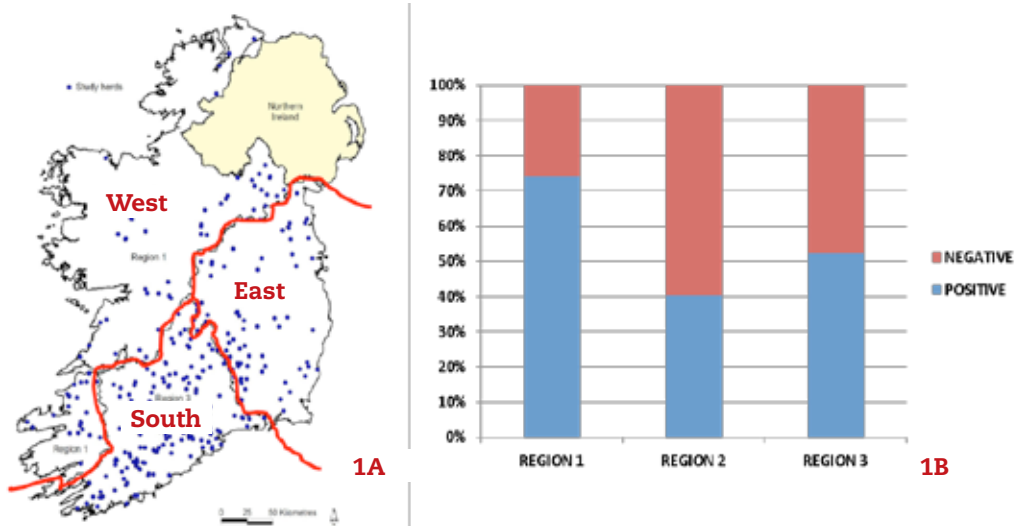 Study herds
Northern
Ireland
West
Region 1
East
Region 3
South
Region 1
1A
0 25 50 Kilometres
100%
90%
80%
70%
60%
50%
40%
30%
20%
10%
0%
REGION 1
REGION 2
REGION 3
NEGATIVE
POSITIVE
1B